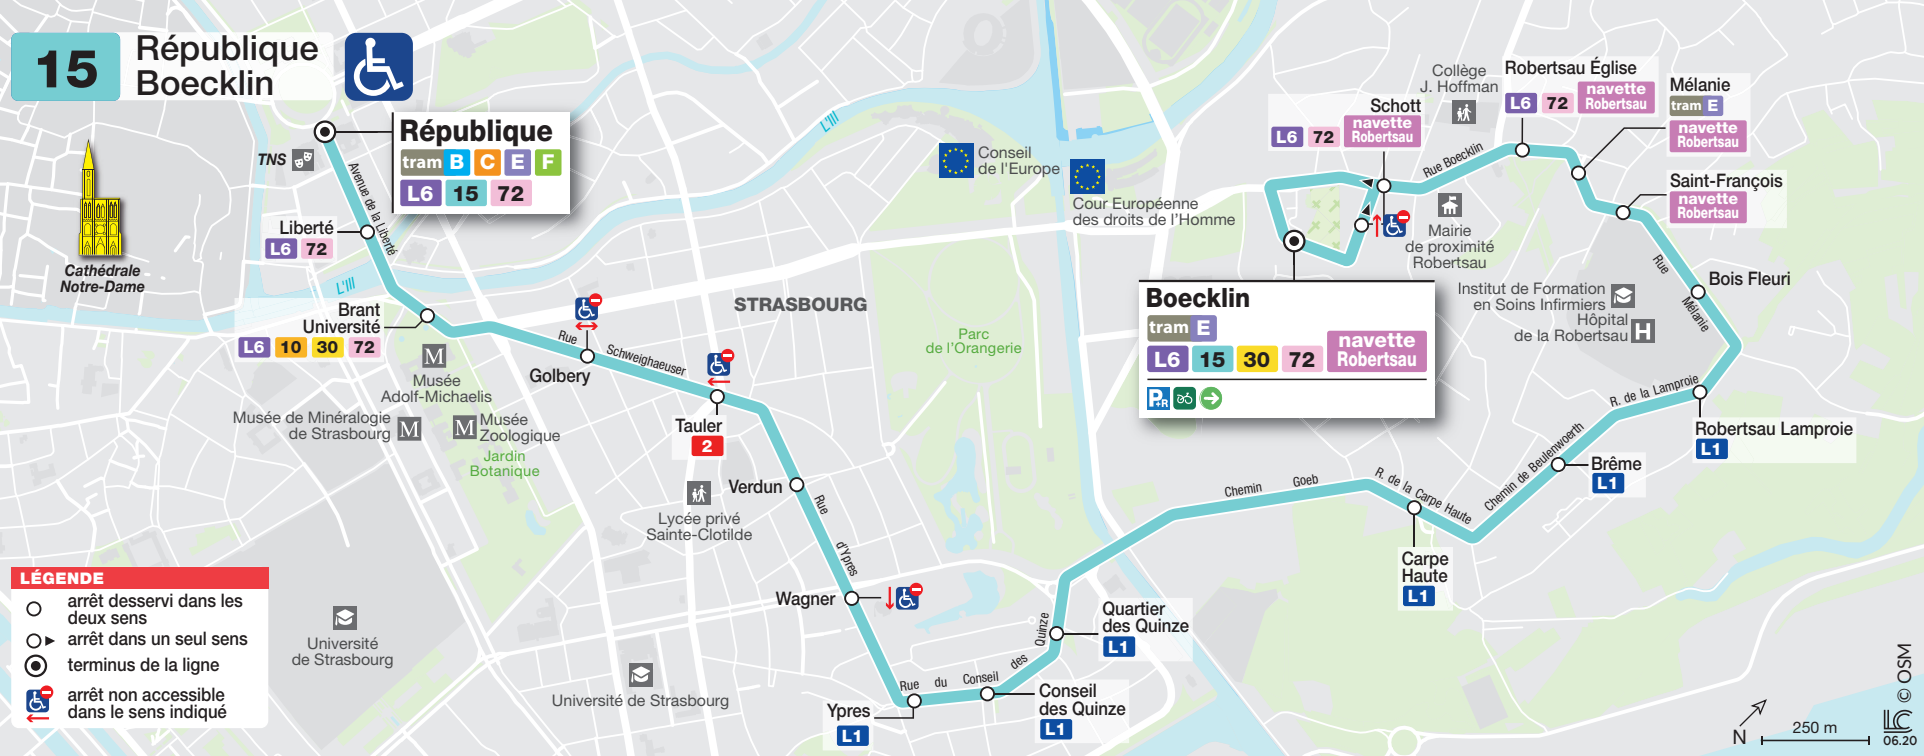 15
République
Boecklin
TNS
République
tram B C E F
L6 15 72
Avenue de la Liberté
Liberté
L6 72
Cathédrale
Notre-Dame
L'Ill
L'Ill
Brant
Université
L6 10 30 72
M
Musée
Adolf-Michaelis
Musée de Minéralogie
de Strasbourg
M
M
Musée
Zoologique
Jardin
Botanique
Rue Schweighaeuser
Golbery
STRASBOURG
Tauler
2
Verdun
Lycée privé
Sainte-Clotilde
Rue d'Ypres
Wagner
Université
de Strasbourg
Université de Strasbourg
Ypres
L1
Rue du Conseil des Quinze
Conseil
des Quinze
L1
Quartier
des Quinze
L1
Parc
de l'Orangerie
Conseil
de l'Europe
Cour Européenne
des droits de l'Homme
Chemin Goeb
R. de la Carpe Haute
Carpe
Haute
L1
Chemin de Beulenwoerth
Brême
L1
R. de la Lamproie
Robertsau Lamproie
L1
Rue Mélanie
Bois Fleuri
Institut de Formation
en Soins Infirmiers
Hôpital
de la Robertsau
H
Saint-François
navette
Robertsau
Mélanie
tram E
navette
Robertsau
Robertsau Église
L6 72 navette
Robertsau
Collège
J. Hoffman
Rue Boecklin
Schott
L6 72 navette
Robertsau
Mairie
de proximité
Robertsau
Boecklin
tram E
L6 15 30 72 navette
Robertsau
P+R
LÉGENDE
arrêt desservi dans les
deux sens
arrêt dans un seul sens
terminus de la ligne
arrêt non accessible
dans le sens indiqué
N
250 m
LC
06.20
© OSM